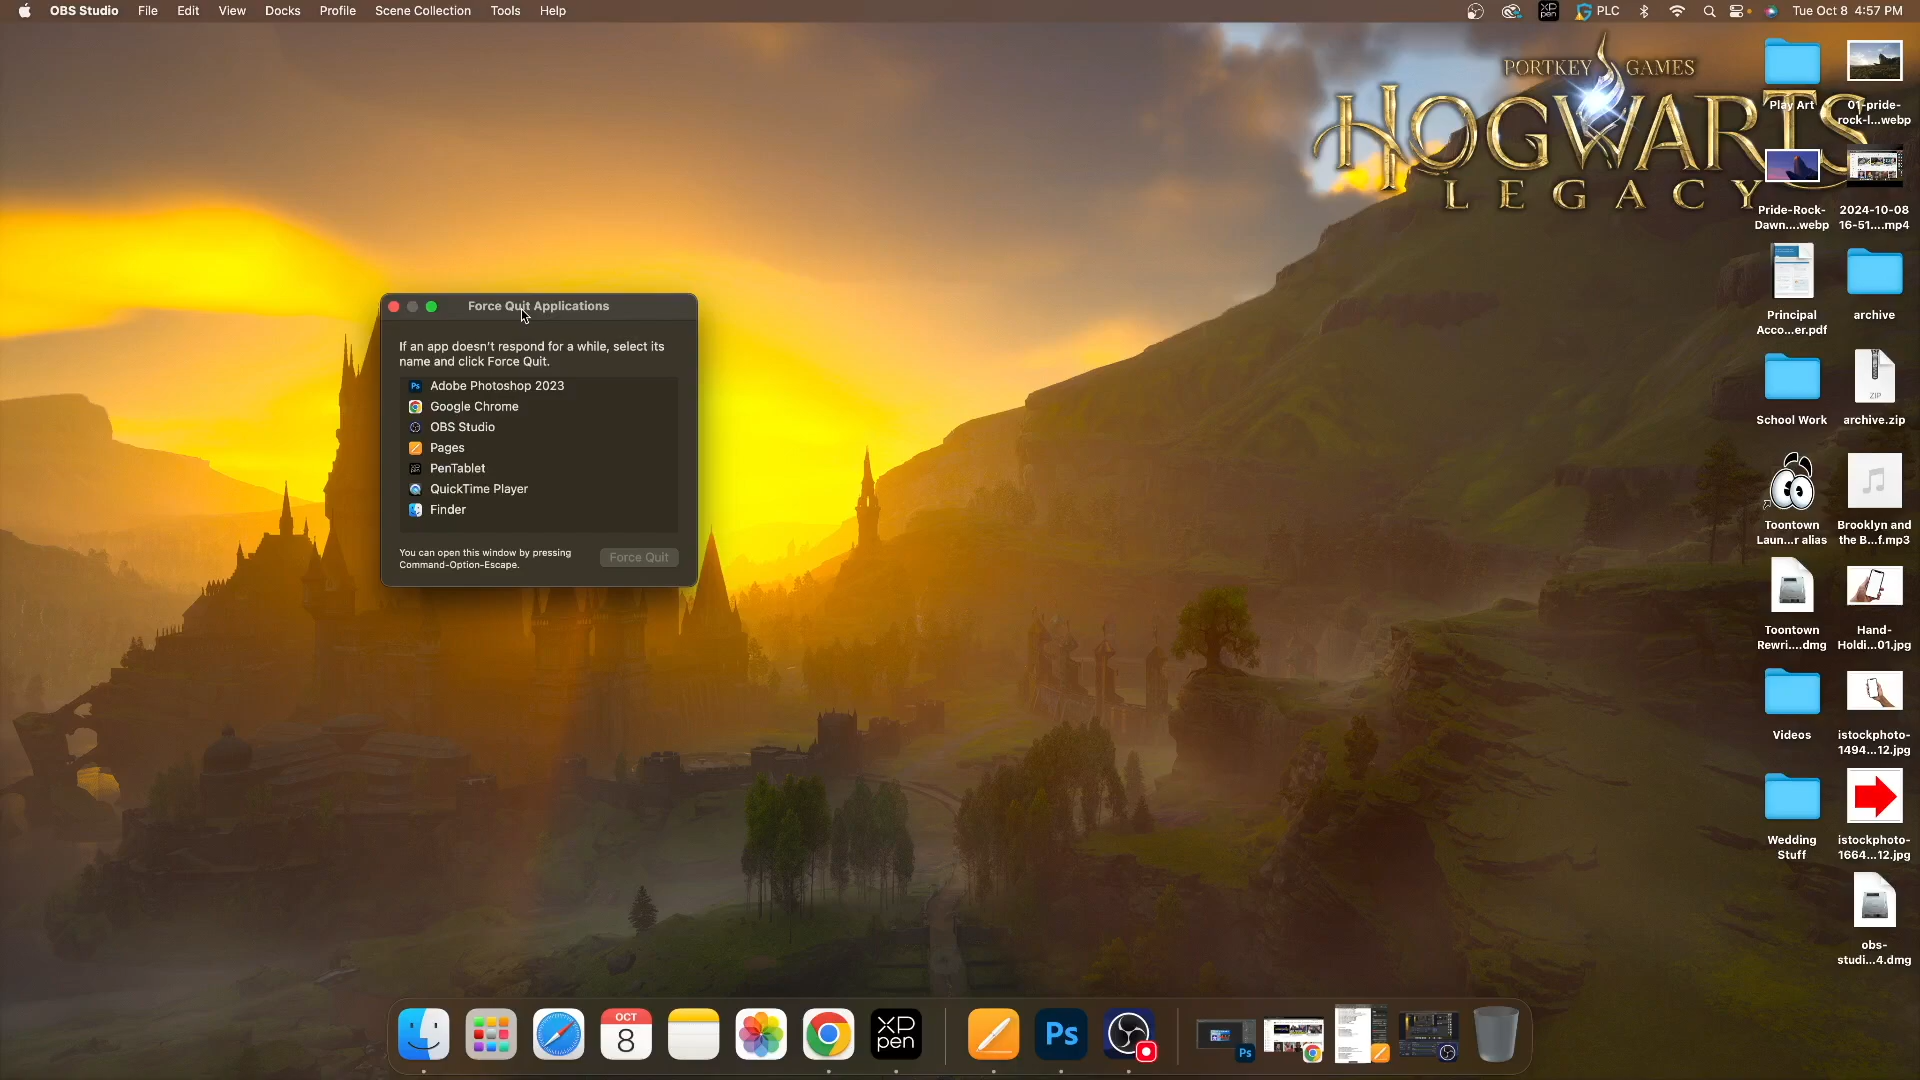 OBS Studio File Edit View Docks Profile Scene Collection Tools Help
XP pen PLC Tue Oct 8 4:57 PM
PORTKEY GAMES
HOGWARTS
LEGACY
Play Art
01-pride-
rock-l...webp
Pride-Rock-
Dawn....webp
2024-10-08
16-51....mp4
Principal
Acco...er.pdf
archive
School Work
ZIP
archive.zip
Toontown
Laun...r alias
Brooklyn and
the B...f.mp3
Toontown
Rewri....dmg
Hand-
Holdi...01.jpg
Videos
istockphoto-
1494...12.jpg
Wedding
Stuff
istockphoto-
1664...12.jpg
obs-
studi...4.dmg
Force Quit Applications
If an app doesn't respond for a while, select its
name and click Force Quit.
Ps Adobe Photoshop 2023
Google Chrome
OBS Studio
Pages
PenTablet
QuickTime Player
Finder
You can open this window by pressing
Command-Option-Escape.
Force Quit
OCT
8
XP
pen
Ps
Ps